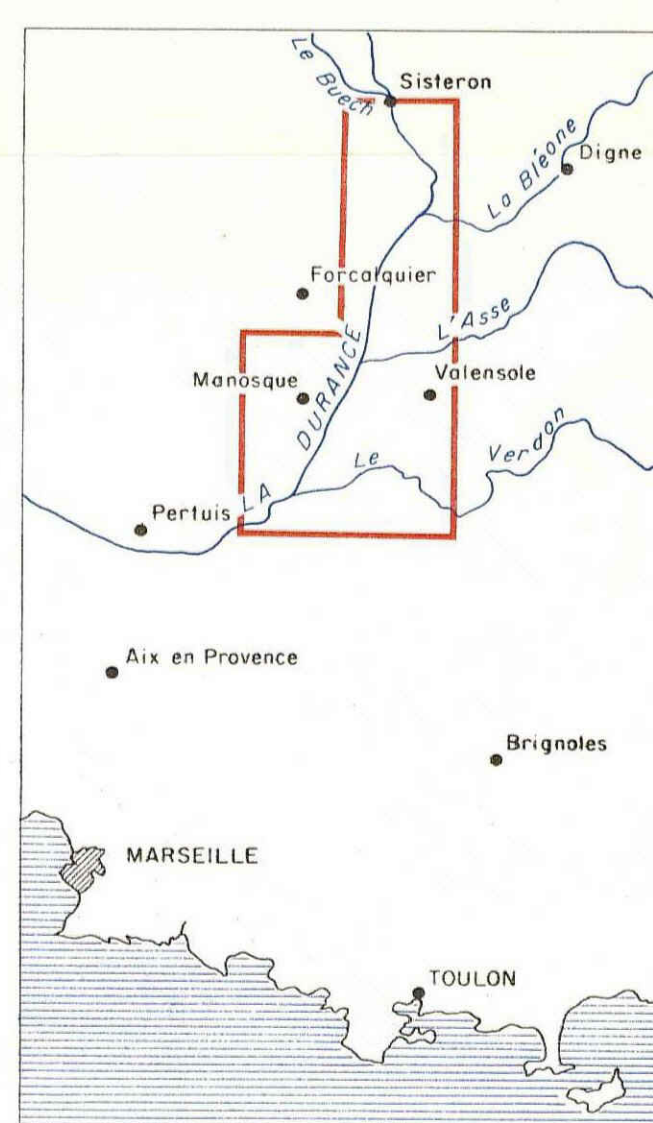 Le Buech
Sisteron
La Bléone
Digne
Forcalquier
L'Asse
DURANCE
Manosque
Valensole
Le
Verdon
LA
Pertuis
Aix en Provence
Brignoles
MARSEILLE
TOULON